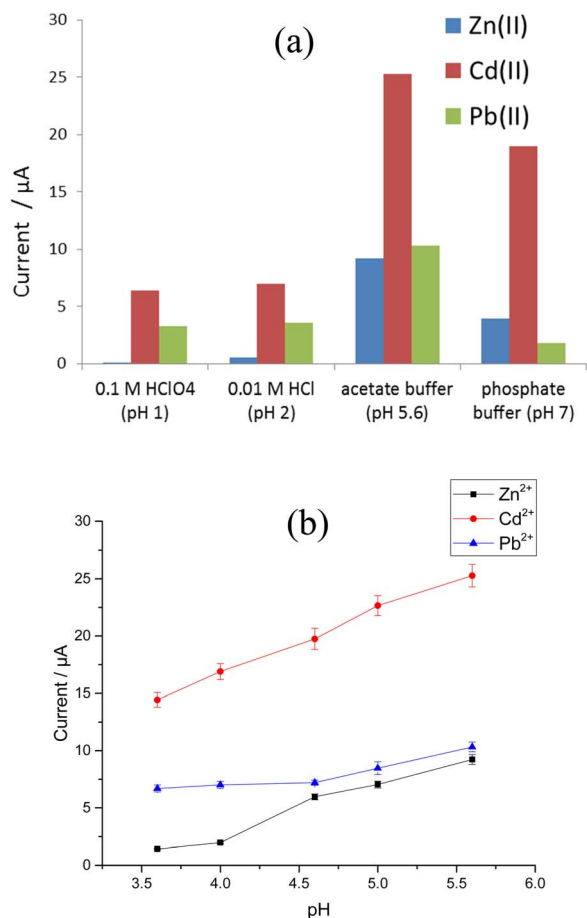 (a)
Zn(II)
Cd(II)
Pb(II)
30
25
20
15
10
5
0
Current / µA
0.1 M HClO4
(pH 1)
0.01 M HCl
(pH 2)
acetate buffer
(pH 5.6)
phosphate
buffer (pH 7)
(b)
Zn²⁺
Cd²⁺
Pb²⁺
30
25
20
15
10
5
0
Current / µA
3.5 4.0 4.5 5.0 5.5 6.0
pH